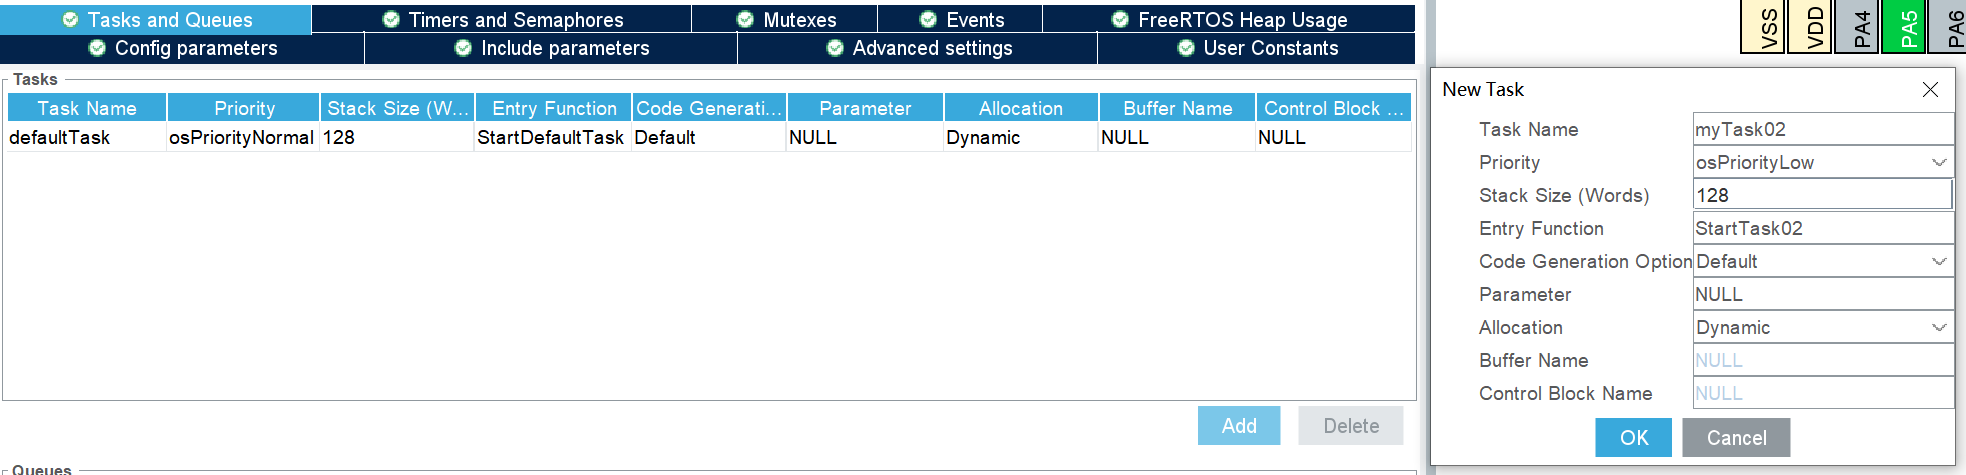 Tasks and Queues Timers and Semaphores Mutexes Events FreeRTOS Heap Usage
Config parameters Include parameters Advanced settings User Constants
Tasks
Task Name Priority Stack Size (W... Entry Function Code Generati... Parameter Allocation Buffer Name Control Block ...
defaultTask osPriorityNormal 128 StartDefaultTask Default NULL Dynamic NULL NULL
Add Delete
Queues
VSS VDD PA4 PA5 PA6
New Task
Task Name myTask02
Priority osPriorityLow
Stack Size (Words) 128
Entry Function StartTask02
Code Generation Option Default
Parameter NULL
Allocation Dynamic
Buffer Name NULL
Control Block Name NULL
OK Cancel